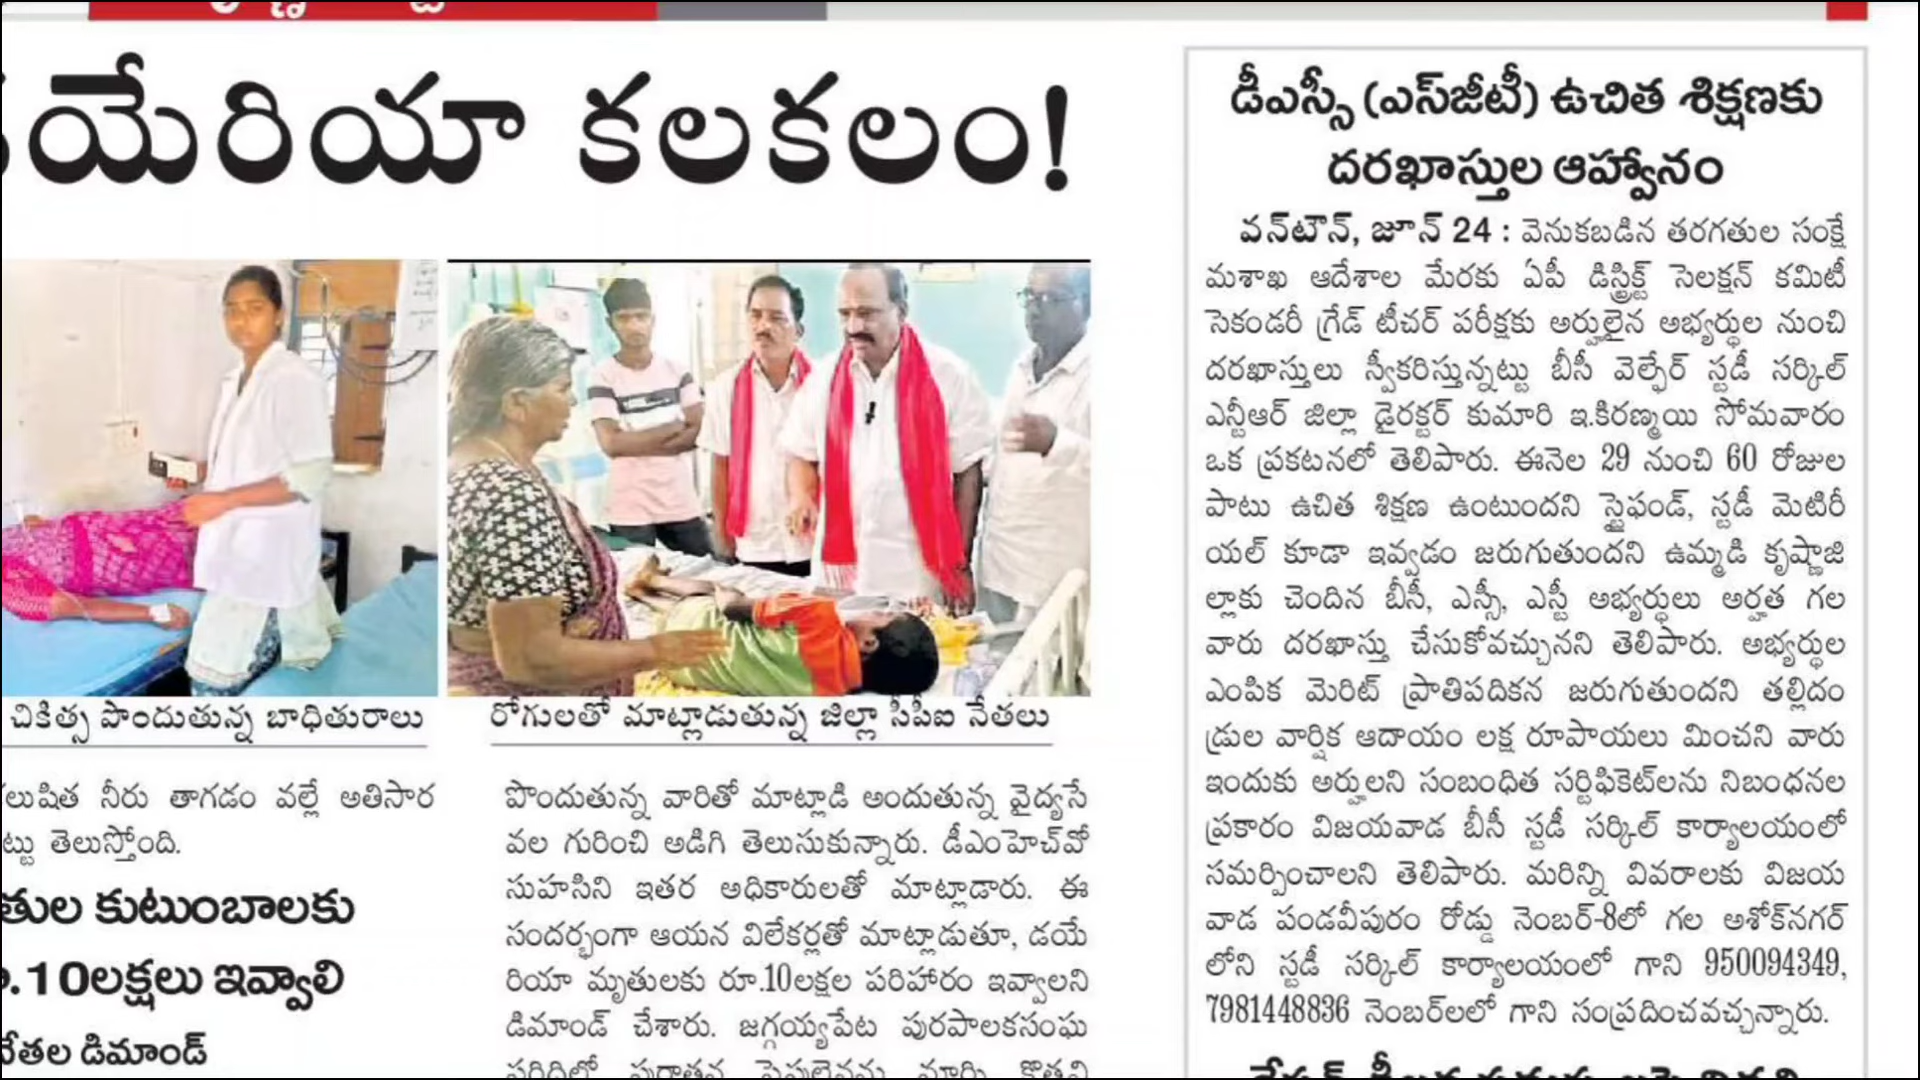 డయేరియా కలకలం!
చికిత్స పొందుతున్న బాధితురాలు
రోగులతో మాట్లాడుతున్న జిల్లా సీపీఐ నేతలు
నీరు తాగడం వల్లే అతిసార
తెలుస్తోంది.
కుటుంబాలకు
10లక్షలు ఇవ్వాలి
డిమాండ్
పొందుతున్న వారితో మాట్లాడి అందుతున్న వైద్యసే
వల గురించి అడిగి తెలుసుకున్నారు. డీఎంహెచ్‌వో
సుహసిని ఇతర అధికారులతో మాట్లాడారు. ఈ
సందర్భంగా ఆయన విలేకర్లతో మాట్లాడుతూ, డయే
రియా మృతులకు రూ.10లక్షల పరిహారం ఇవ్వాలని
డిమాండ్ చేశారు. జగ్గయ్యపేట పురపాలకసంఘ
డీఎస్సీ (ఎస్‌జీటీ) ఉచిత శిక్షణకు
దరఖాస్తుల ఆహ్వానం
వన్‌టౌన్, జూన్ 24 : వెనుకబడిన తరగతుల సంక్షే
మశాఖ ఆదేశాల మేరకు ఏపీ డిస్ట్రిక్ట్ సెలక్షన్ కమిటీ
సెకండరీ గ్రేడ్ టీచర్ పరీక్షకు అర్హులైన అభ్యర్థుల నుంచి
దరఖాస్తులు స్వీకరిస్తున్నట్టు బీసీ వెల్ఫేర్ స్టడీ సర్కిల్
ఎన్టీఆర్ జిల్లా డైరక్టర్ కుమారి ఇ.కిరణ్మయి సోమవారం
ఒక ప్రకటనలో తెలిపారు. ఈనెల 29 నుంచి 60 రోజుల
పాటు ఉచిత శిక్షణ ఉంటుందని స్టైఫండ్, స్టడీ మెటిరీ
యల్ కూడా ఇవ్వడం జరుగుతుందని ఉమ్మడి కృష్ణాజి
ల్లాకు చెందిన బీసీ, ఎస్సీ, ఎస్టీ అభ్యర్థులు అర్హత గల
వారు దరఖాస్తు చేసుకోవచ్చునని తెలిపారు. అభ్యర్థుల
ఎంపిక మెరిట్ ప్రాతిపదికన జరుగుతుందని తల్లిదం
డ్రుల వార్షిక ఆదాయం లక్ష రూపాయలు మించని వారు
ఇందుకు అర్హులని సంబంధిత సర్టిఫికెట్‌లను నిబంధనల
ప్రకారం విజయవాడ బీసీ స్టడీ సర్కిల్ కార్యాలయంలో
సమర్పించాలని తెలిపారు. మరిన్ని వివరాలకు విజయ
వాడ పండవీపురం రోడ్డు నెంబర్-8లో గల అశోక్‌నగర్
లోని స్టడీ సర్కిల్ కార్యాలయంలో గాని 950094349,
7981448836 నెంబర్‌లలో గాని సంప్రదించవచ్చన్నారు.